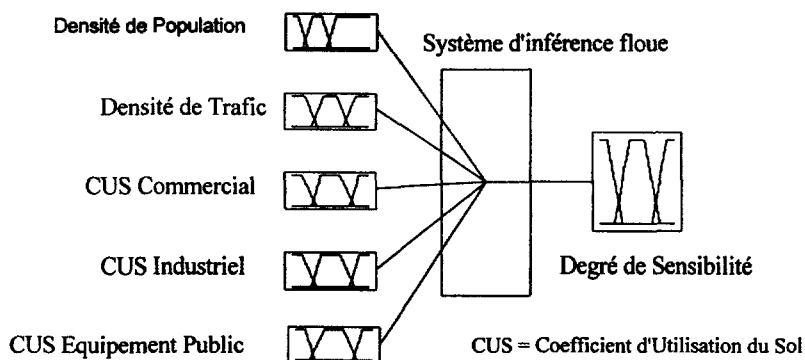 Densité de Population
Système d'inférence floue
Densité de Trafic
CUS Commercial
CUS Industriel
Degré de Sensibilité
CUS Equipement Public
CUS = Coefficient d'Utilisation du Sol